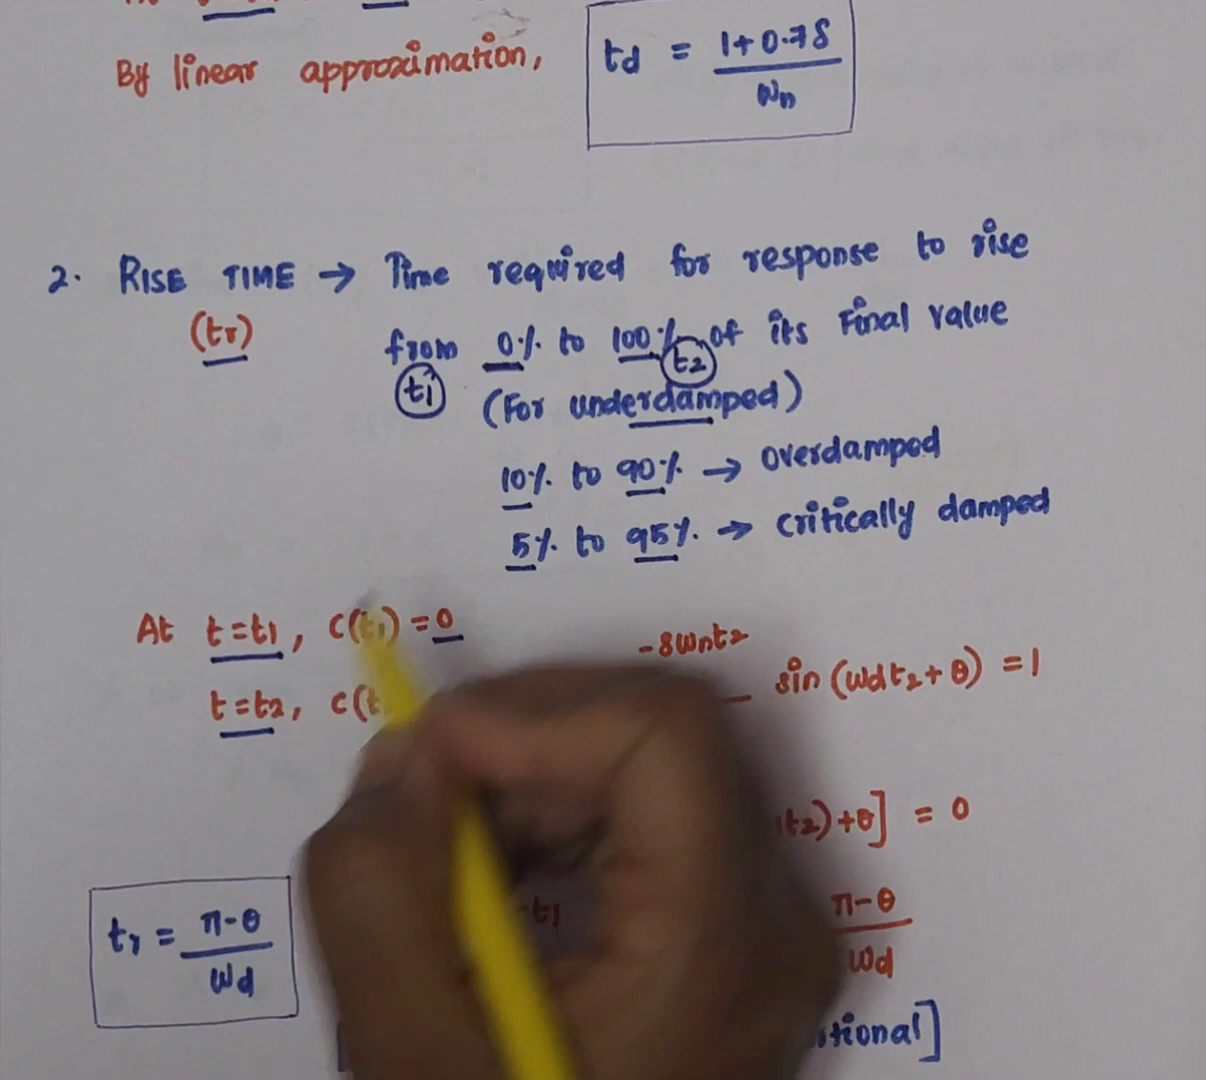 By linear approximation,
td = 1+0.7δ / ωn
2. RISE TIME → Time required for response to rise
(tr)
from 0% to 100% of its Final value
t1 t2
(For underdamped)
10% to 90% → Overdamped
5% to 95% → Critically damped
At t=t1, c(t1) = 0
-δωnt2
sin (ωdt2+θ) = 1
t=t2, c(t
t2)+θ] = 0
tr = π-θ / ωd
-t1
π-θ / ωd
tional]